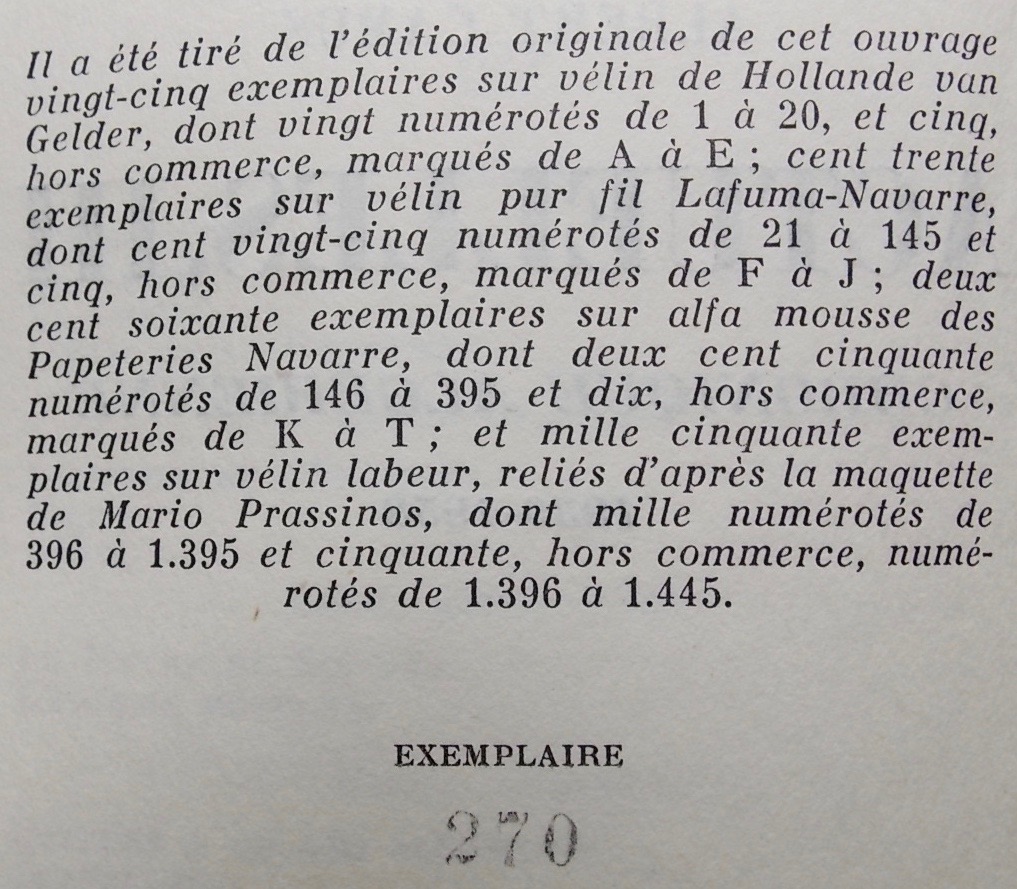 Il a été tiré de l'édition originale de cet ouvrage
vingt-cinq exemplaires sur vélin de Hollande van
Gelder, dont vingt numérotés de 1 à 20, et cinq,
hors commerce, marqués de A à E ; cent trente
exemplaires sur vélin pur fil Lafuma-Navarre,
dont cent vingt-cinq numérotés de 21 à 145 et
cinq, hors commerce, marqués de F à J ; deux
cent soixante exemplaires sur alfa mousse des
Papeteries Navarre, dont deux cent cinquante
numérotés de 146 à 395 et dix, hors commerce,
marqués de K à T ; et mille cinquante exem-
plaires sur vélin labeur, reliés d'après la maquette
de Mario Prassinos, dont mille numérotés de
396 à 1.395 et cinquante, hors commerce, numé-
rotés de 1.396 à 1.445.
EXEMPLAIRE
270